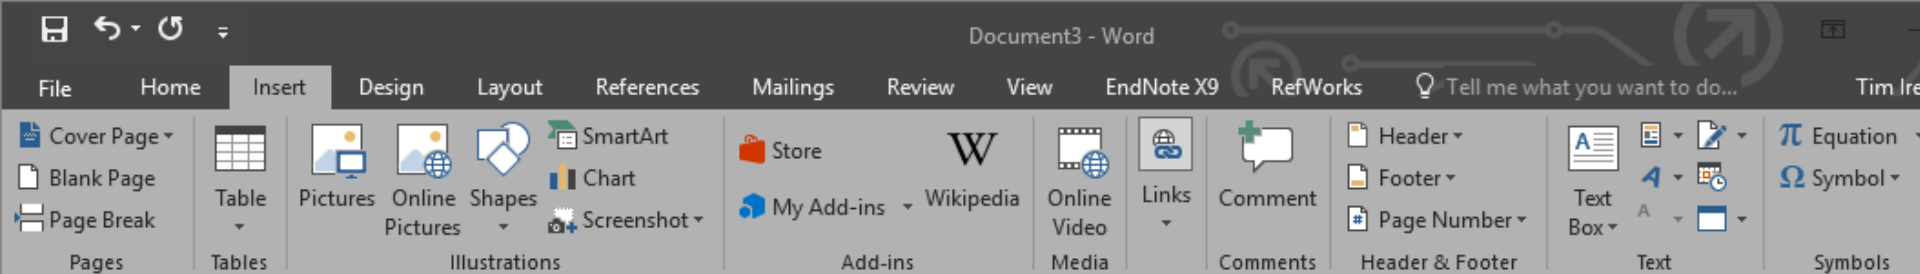 Document3 - Word
File Home Insert Design Layout References Mailings Review View EndNote X9 RefWorks Tell me what you want to do... Tim Ire
Cover Page
Blank Page
Page Break
Pages
Table
Tables
Pictures
Online
Pictures
Shapes
SmartArt
Chart
Screenshot
Illustrations
Store
My Add-ins
W
Wikipedia
Add-ins
Online
Video
Media
Links
Comment
Comments
Header
Footer
# Page Number
Header & Footer
A
Text
Box
A
A
Text
π Equation
Ω Symbol
Symbols